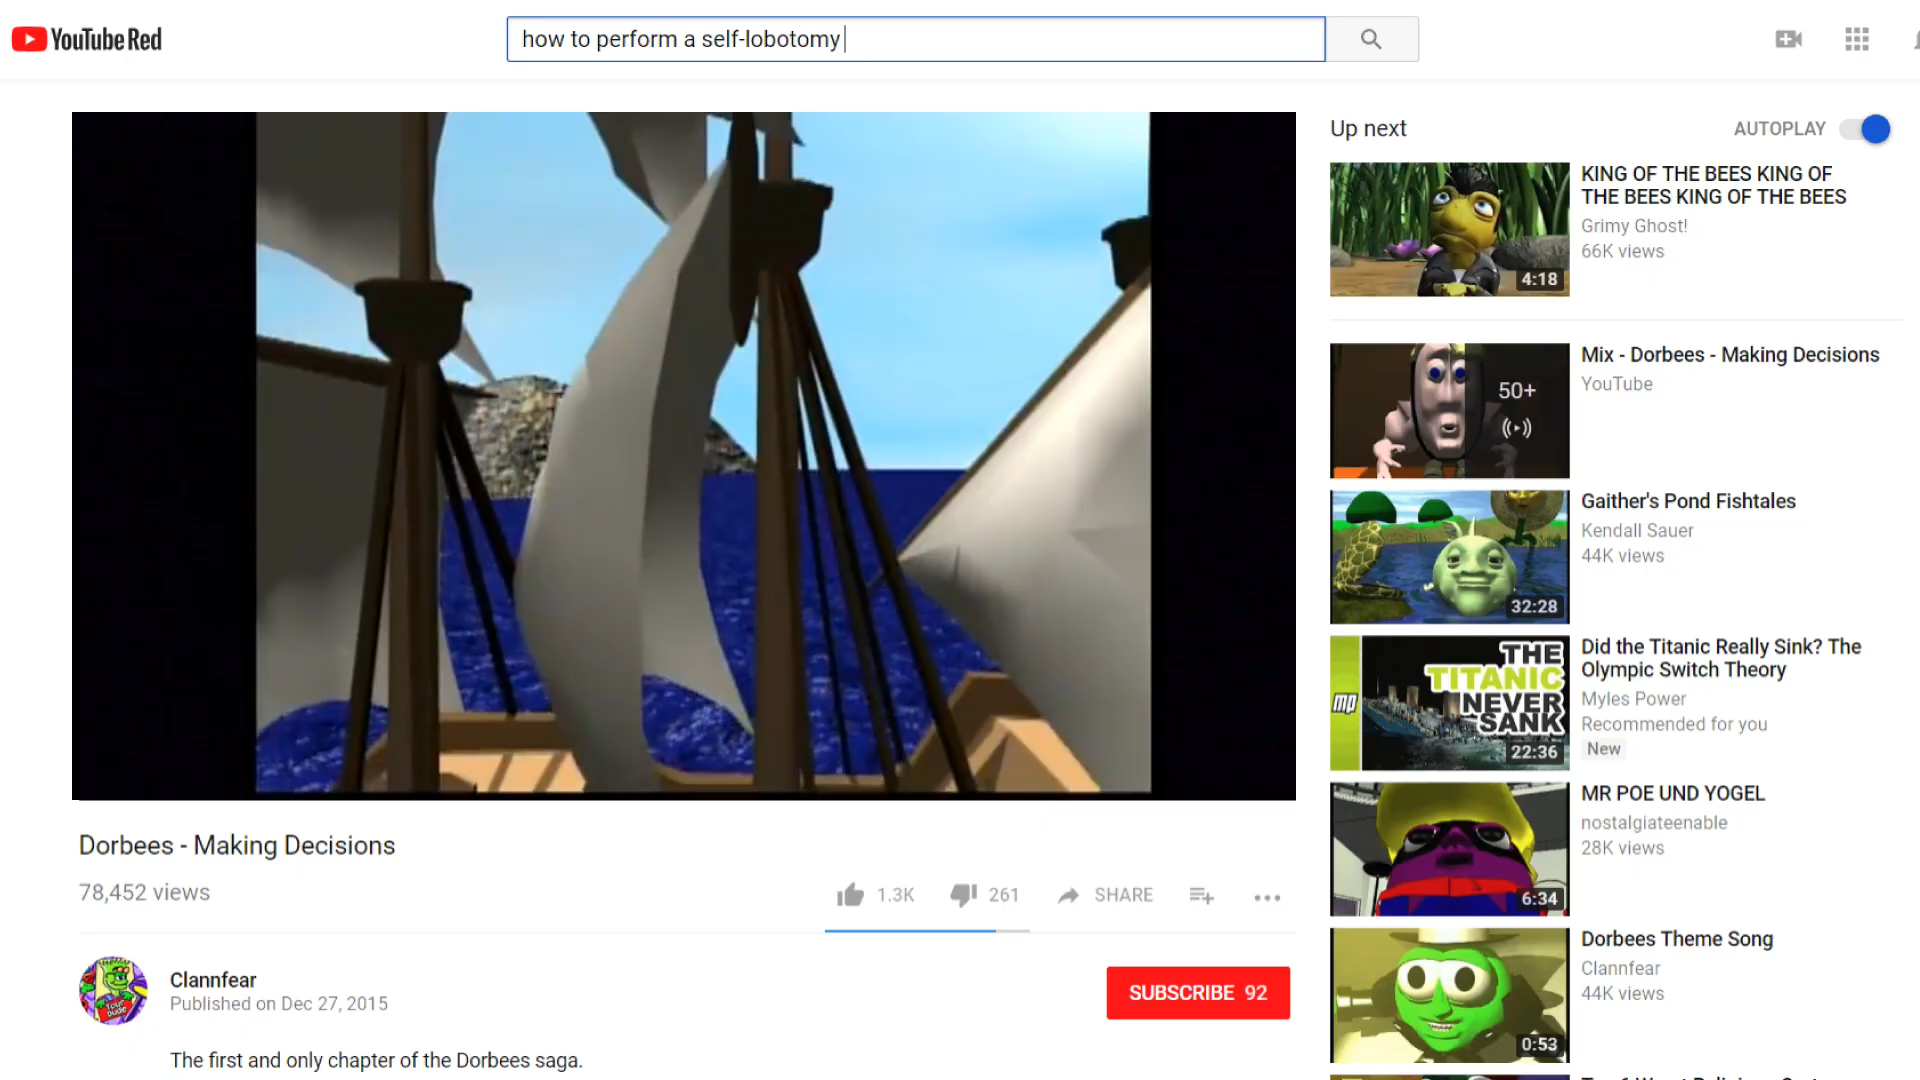 YouTube Red
how to perform a self-lobotomy
Up next
AUTOPLAY
KING OF THE BEES KING OF
THE BEES KING OF THE BEES
Grimy Ghost!
66K views
4:18
Mix - Dorbees - Making Decisions
YouTube
50+
Gaither's Pond Fishtales
Kendall Sauer
44K views
32:28
Did the Titanic Really Sink? The
Olympic Switch Theory
Myles Power
Recommended for you
New
THE
TITANIC
NEVER
SANK
mp
22:36
MR POE UND YOGEL
nostalgiateenable
28K views
6:34
Dorbees Theme Song
Clannfear
44K views
0:53
Dorbees - Making Decisions
78,452 views
1.3K
261
SHARE
Clannfear
Published on Dec 27, 2015
SUBSCRIBE 92
The first and only chapter of the Dorbees saga.